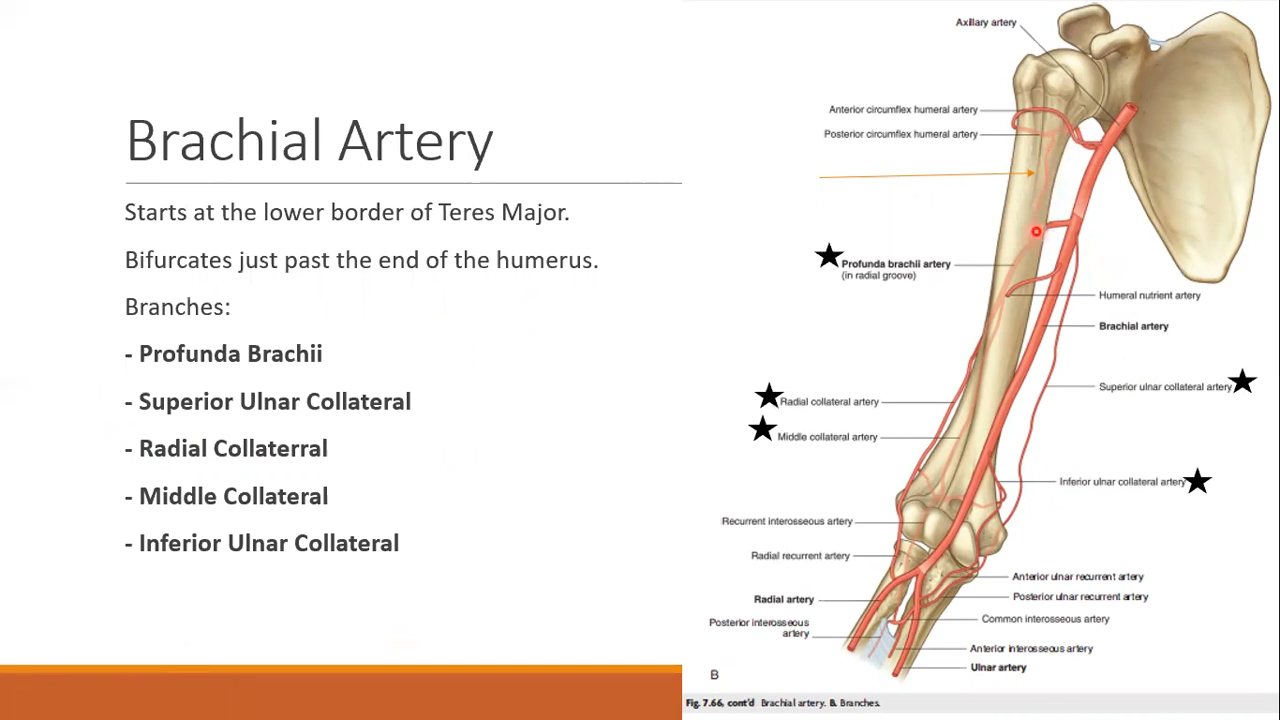 Brachial Artery
Starts at the lower border of Teres Major.
Bifurcates just past the end of the humerus.
Branches:
- Profunda Brachii
- Superior Ulnar Collateral
- Radial Collaterral
- Middle Collateral
- Inferior Ulnar Collateral
Axillary artery
Anterior circumflex humeral artery
Posterior circumflex humeral artery
Profunda brachii artery
(in radial groove)
Humeral nutrient artery
Brachial artery
Superior ulnar collateral artery
Radial collateral artery
Middle collateral artery
Inferior ulnar collateral artery
Recurrent interosseous artery
Radial recurrent artery
Anterior ulnar recurrent artery
Posterior ulnar recurrent artery
Radial artery
Common interosseous artery
Posterior interosseous
artery
Anterior interosseous artery
Ulnar artery
B
Fig. 7.66, cont'd Brachial artery. B. Branches.